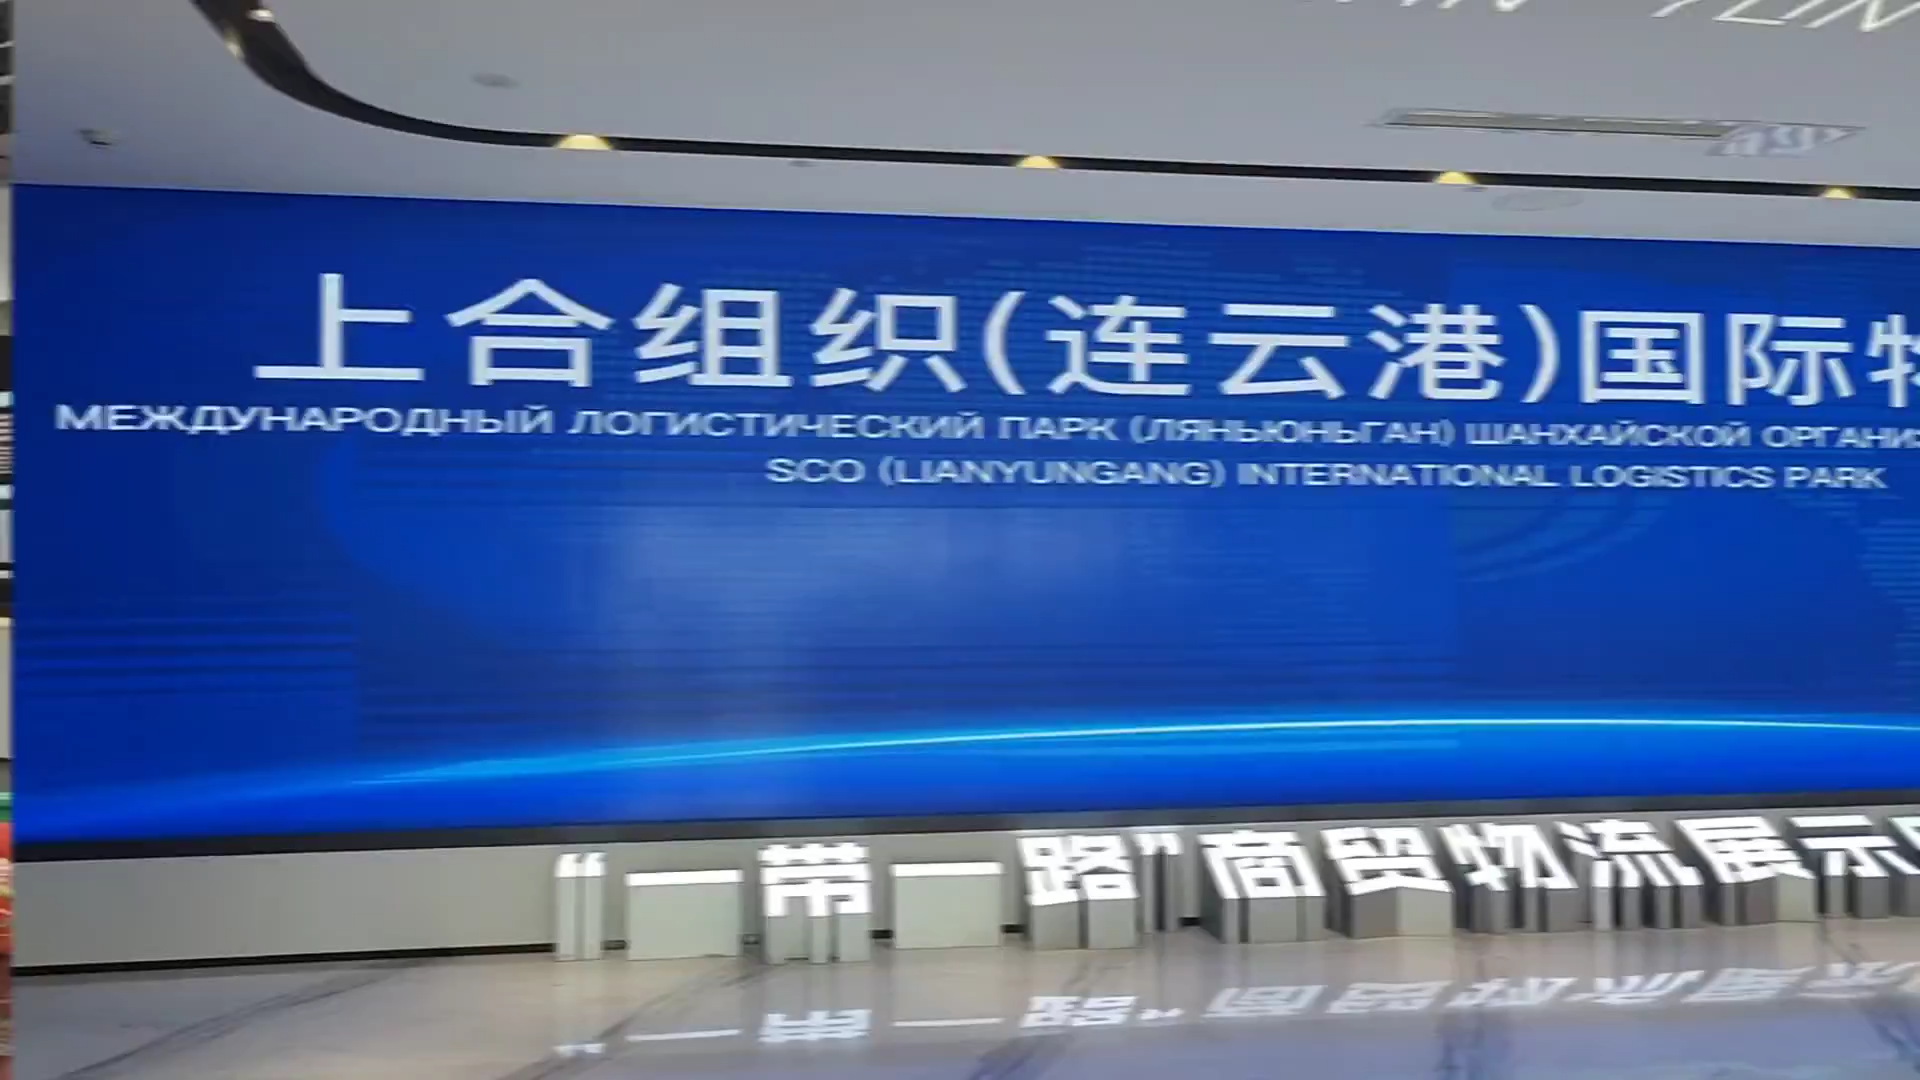 上合组织(连云港)国际物
МЕЖДУНАРОДНЫЙ ЛОГИСТИЧЕСКИЙ ПАРК (ЛЯНЬЮНЬГАН) ШАНХАЙСКОЙ ОРГАНИЗ
SCO (LIANYUNGANG) INTERNATIONAL LOGISTICS PARK
“一带一路”商贸物流展示